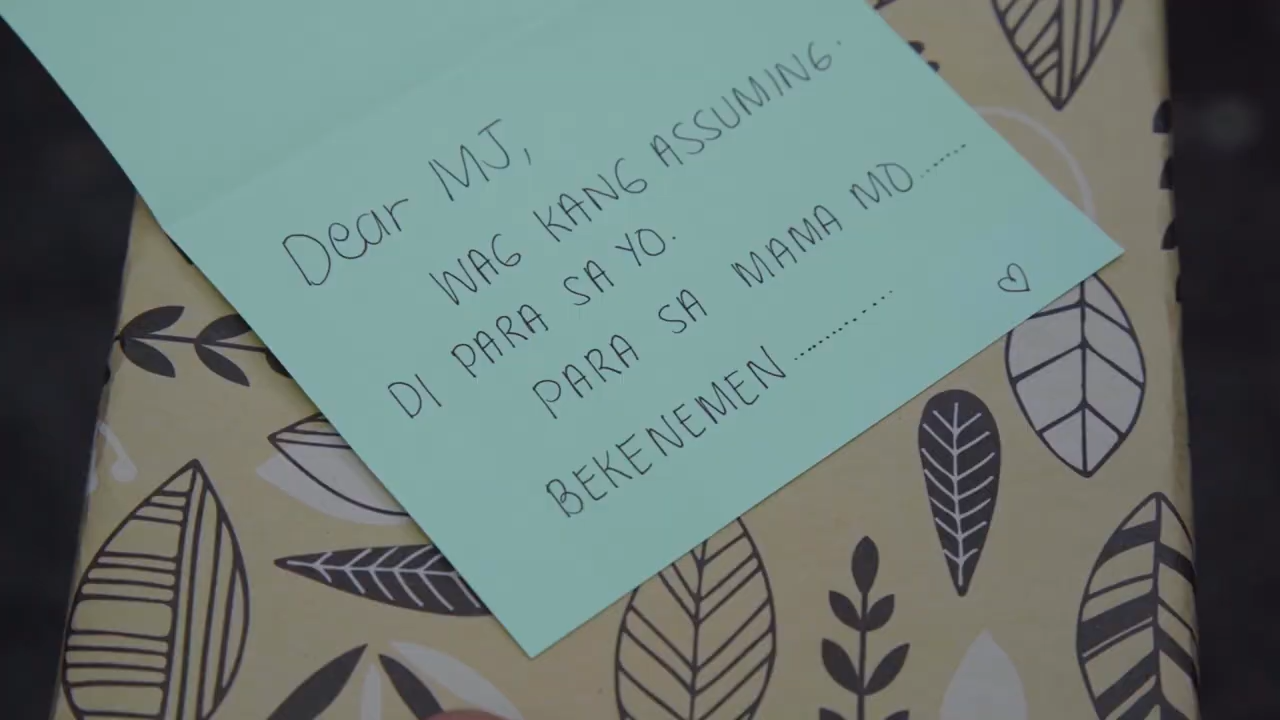 Dear MJ,
WAG KANG ASSUMING.
DI PARA SA YO.
PARA SA MAMA MO.......
BEKENEMEN..........